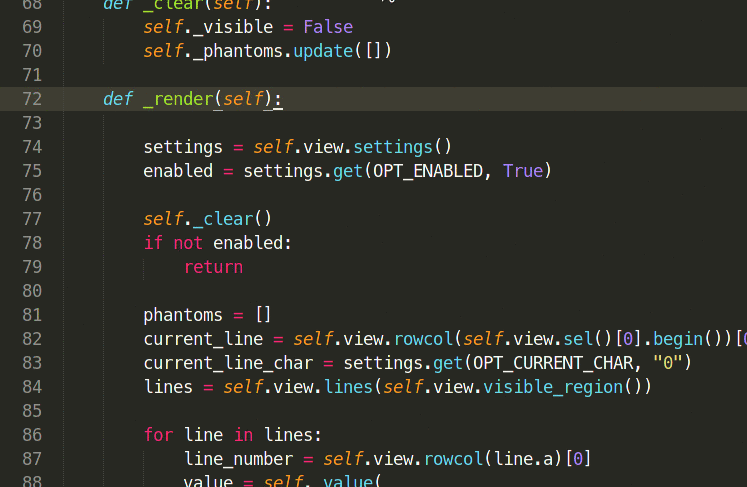 68     def _clear(self):
69         self._visible = False
70         self._phantoms.update([])
71
72     def _render(self):
73
74         settings = self.view.settings()
75         enabled = settings.get(OPT_ENABLED, True)
76
77         self._clear()
78         if not enabled:
79             return
80
81         phantoms = []
82         current_line = self.view.rowcol(self.view.sel()[0].begin())[0
83         current_line_char = settings.get(OPT_CURRENT_CHAR, "0")
84         lines = self.view.lines(self.view.visible_region())
85
86         for line in lines:
87             line_number = self.view.rowcol(line.a)[0]
88             value = self._value(